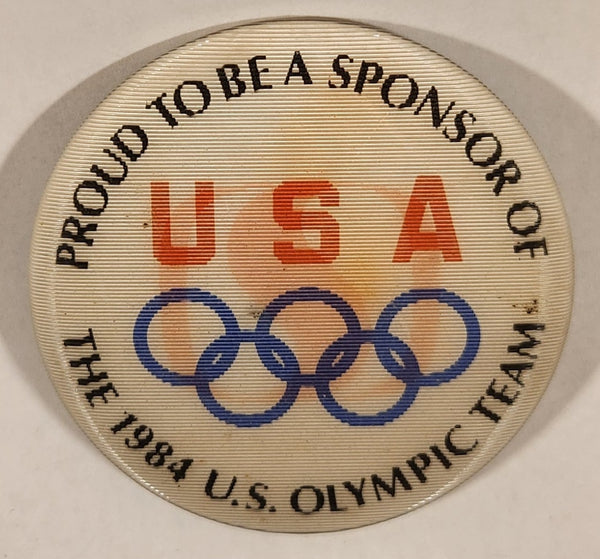 PROUD TO BE A SPONSOR OF
USA
THE 1984 U.S. OLYMPIC TEAM